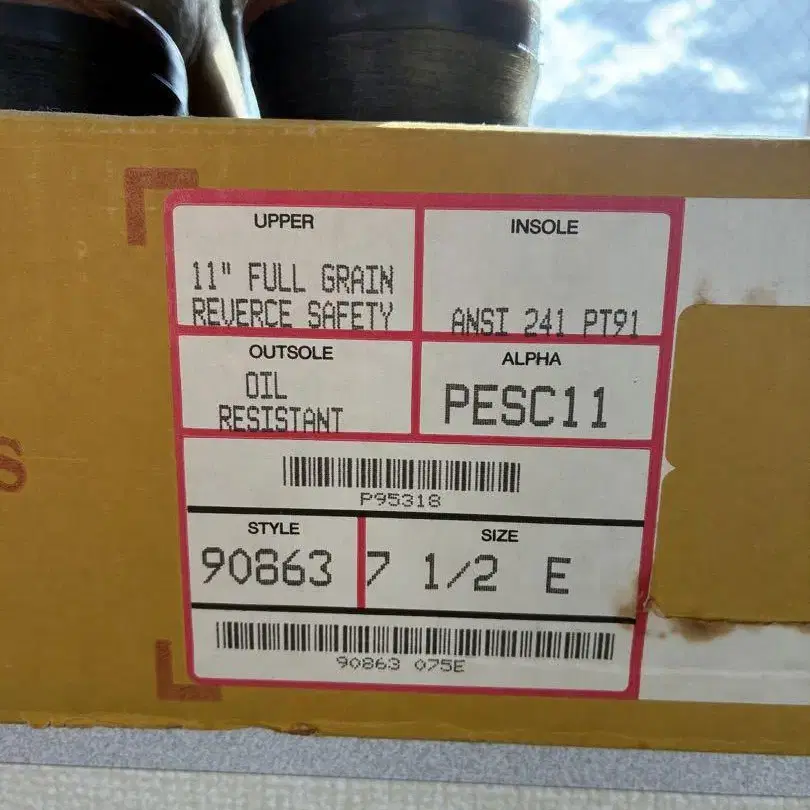 UPPER
11" FULL GRAIN
REVERCE SAFETY
INSOLE
ANSI 241 PT91
OUTSOLE
OIL
RESISTANT
ALPHA
PESC11
P95318
STYLE
90863
SIZE
7 1/2 E
90863 075E
S